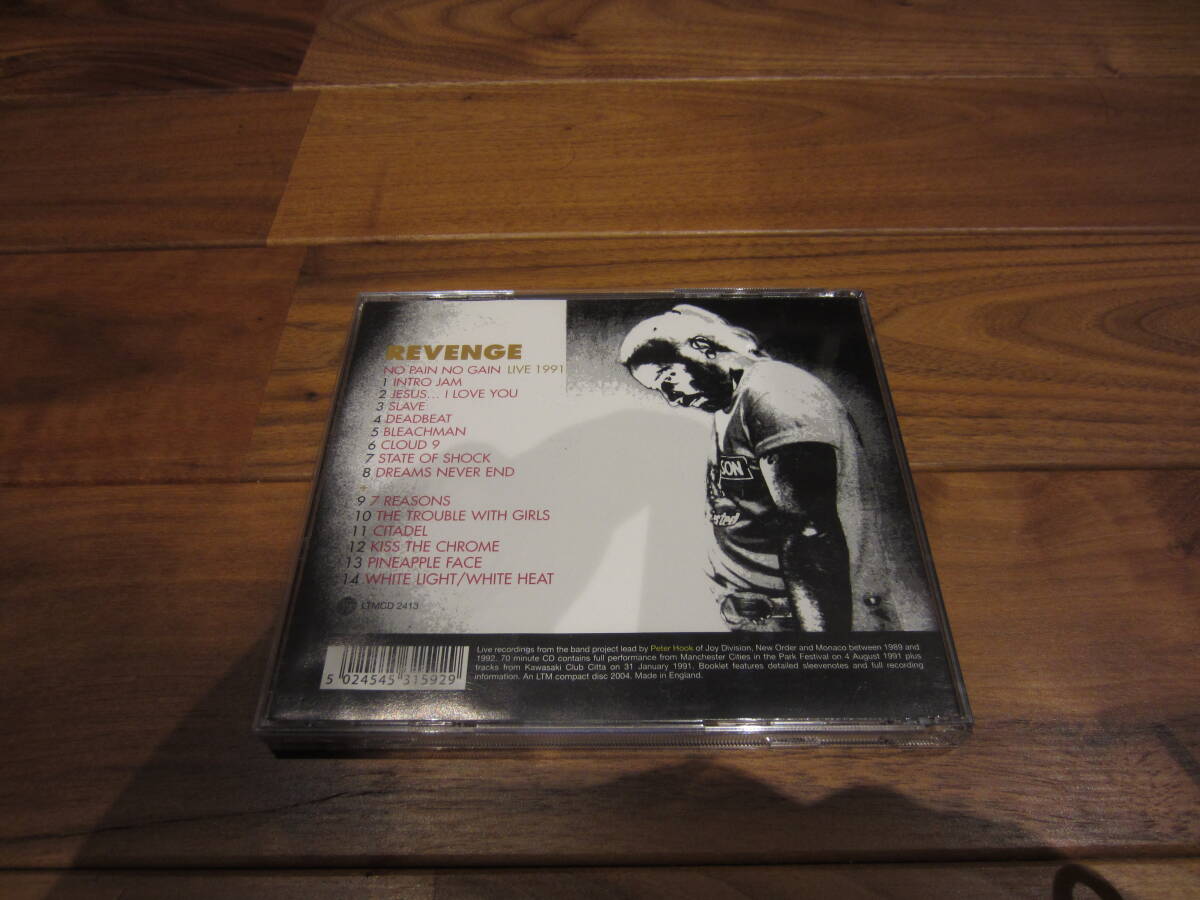 REVENGE
NO PAIN NO GAIN LIVE 1991
1 INTRO JAM
2 JESUS... I LOVE YOU
3 SLAVE
4 DEADBEAT
5 BLEACHMAN
6 CLOUD 9
7 STATE OF SHOCK
8 DREAMS NEVER END
+
9 7 REASONS
10 THE TROUBLE WITH GIRLS
11 CITADEL
12 KISS THE CHROME
13 PINEAPPLE FACE
14 WHITE LIGHT/WHITE HEAT
LTMCD 2413
SON
Live recordings from the band project lead by Peter Hook of Joy Division, New Order and Monaco between 1989 and
1992. 70 minute CD contains full performance from Manchester Cities in the Park Festival on 4 August 1991 plus
tracks from Kawasaki Club Citta on 31 January 1991. Booklet features detailed sleevenotes and full recording
information. An LTM compact disc 2004. Made in England.
5 024545 315929